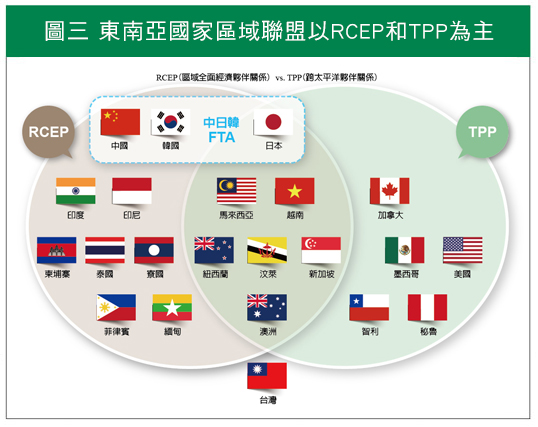 圖三 東南亞國家區域聯盟以RCEP和TPP為主
RCEP(區域全面經濟夥伴關係) vs. TPP(跨太平洋夥伴關係)
RCEP
TPP
中日韓
FTA
中國
韓國
日本
印度
印尼
馬來西亞
越南
加拿大
柬埔寨
泰國
寮國
紐西蘭
汶萊
新加坡
墨西哥
美國
菲律賓
緬甸
澳洲
智利
秘魯
台灣